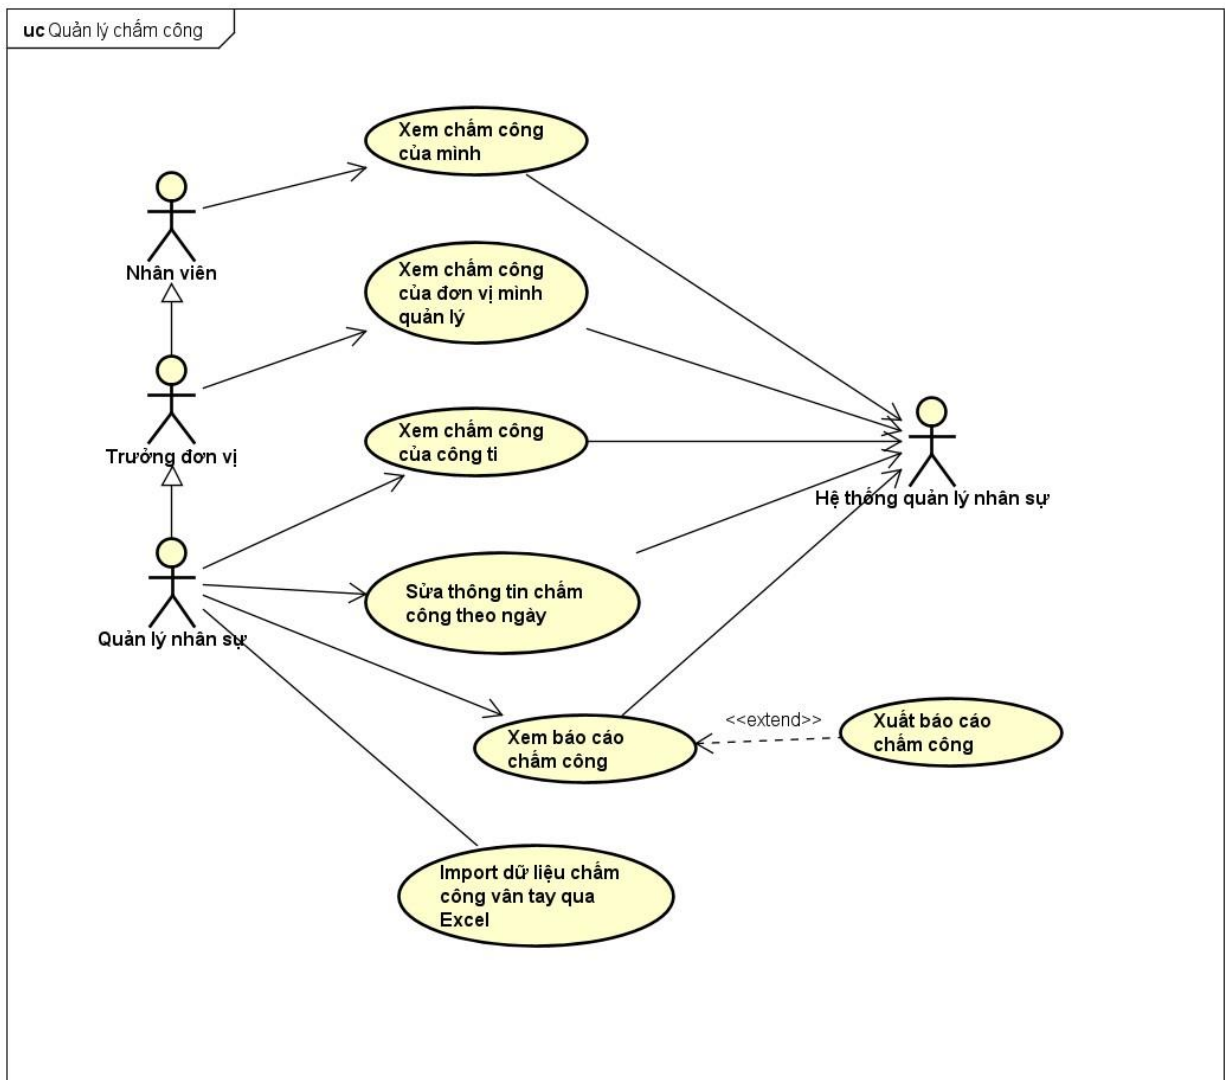 uc Quản lý chấm công
Xem chấm công
của mình
Nhân viên
Xem chấm công
của đơn vị mình
quản lý
Trưởng đơn vị
Xem chấm công
của công ti
Hệ thống quản lý nhân sự
Quản lý nhân sự
Sửa thông tin chấm
công theo ngày
<<extend>>
Xem báo cáo
chấm công
Xuất báo cáo
chấm công
Import dữ liệu chấm
công vân tay qua
Excel